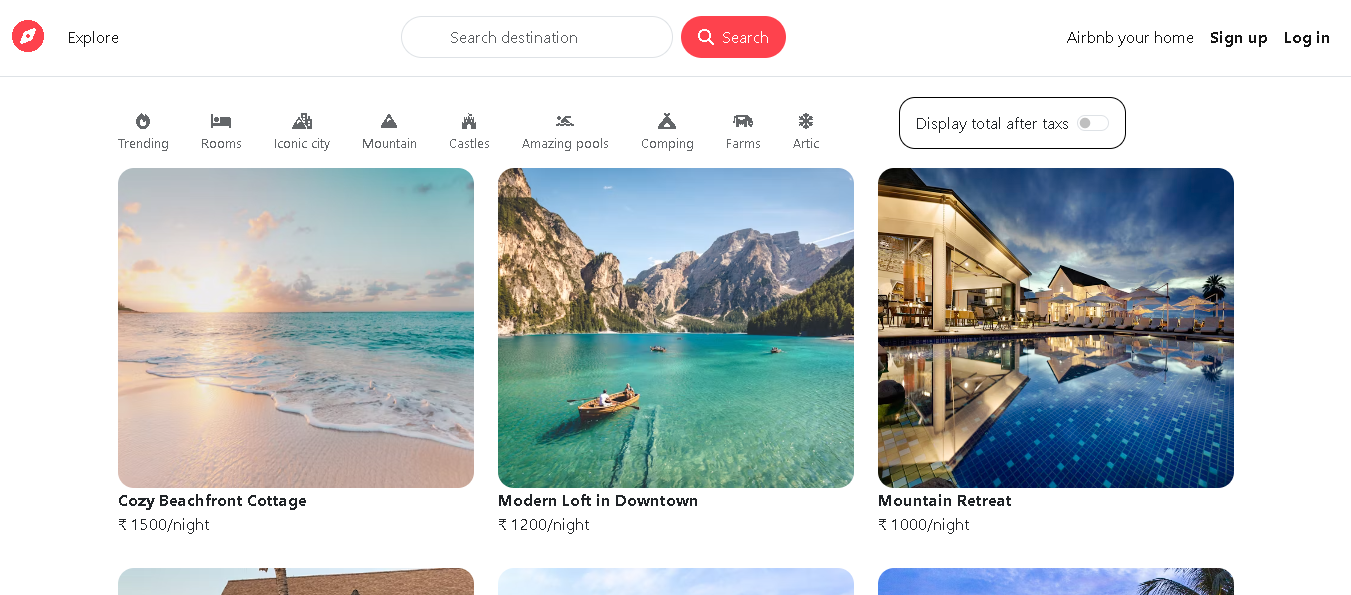 Explore
Search destination
Search
Airbnb your home
Sign up
Log in
Trending
Rooms
Iconic city
Mountain
Castles
Amazing pools
Comping
Farms
Artic
Display total after taxs
Cozy Beachfront Cottage
₹ 1500/night
Modern Loft in Downtown
₹ 1200/night
Mountain Retreat
₹ 1000/night